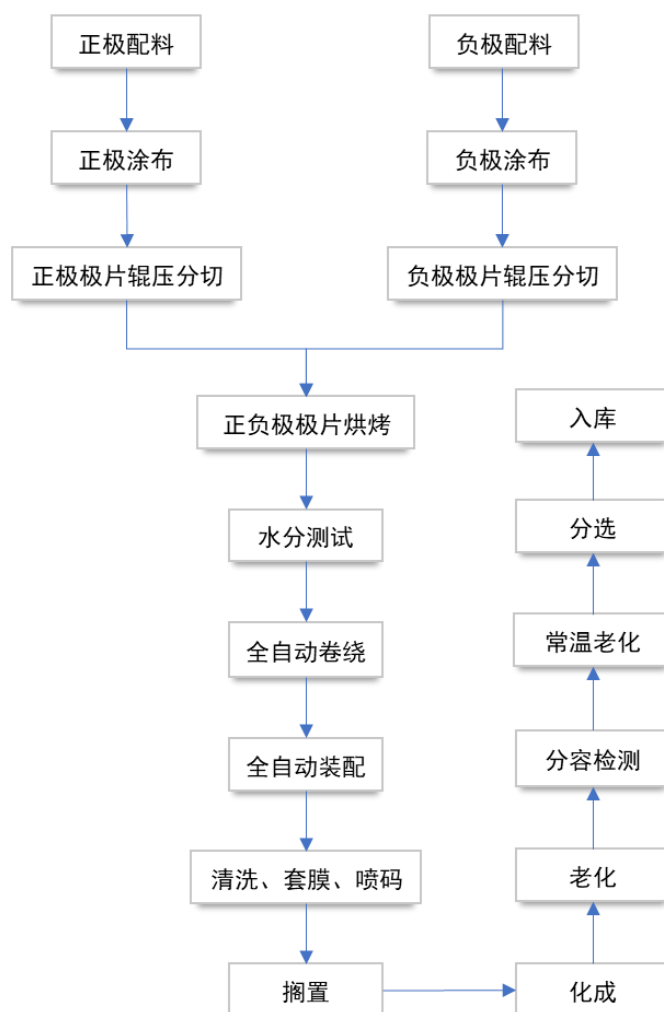 正极配料
负极配料
正极涂布
负极涂布
正极极片辊压分切
负极极片辊压分切
正负极极片烘烤
水分测试
全自动卷绕
全自动装配
清洗、套膜、喷码
搁置
化成
老化
分容检测
常温老化
分选
入库